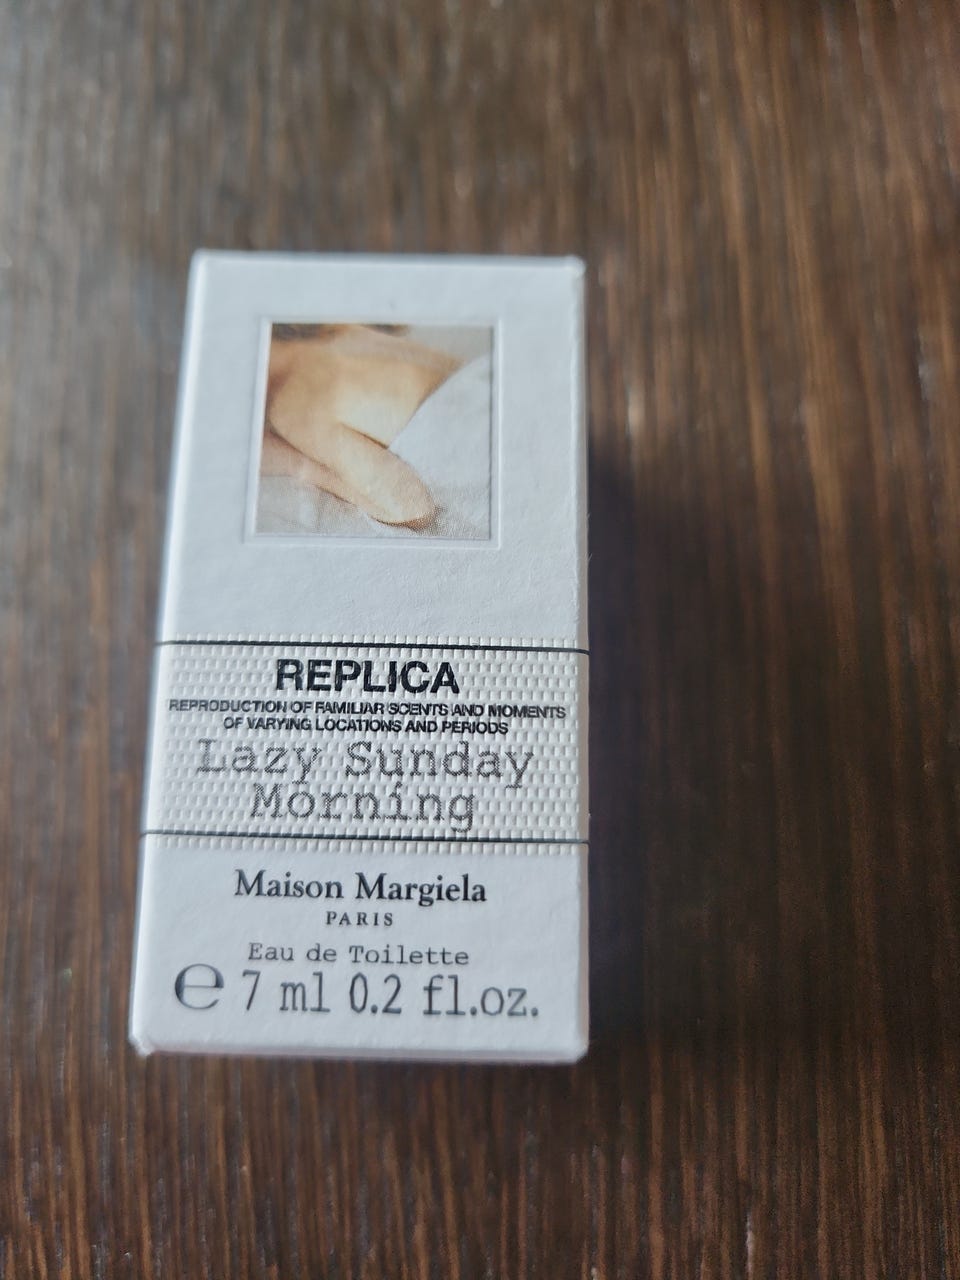 REPLICA
REPRODUCTION OF FAMILIAR SCENTS AND MOMENTS
OF VARYING LOCATIONS AND PERIODS
Lazy Sunday
Morning
Maison Margiela
PARIS
Eau de Toilette
℮ 7 ml 0.2 fl.oz.